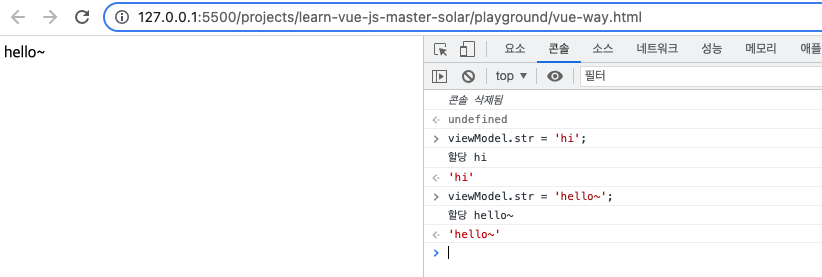 127.0.0.1:5500/projects/learn-vue-js-master-solar/playground/vue-way.html
hello~
요소 콘솔 소스 네트워크 성능 메모리 애플
top ▼ 필터
콘솔 삭제됨
undefined
viewModel.str = 'hi';
할당 hi
'hi'
viewModel.str = 'hello~';
할당 hello~
'hello~'